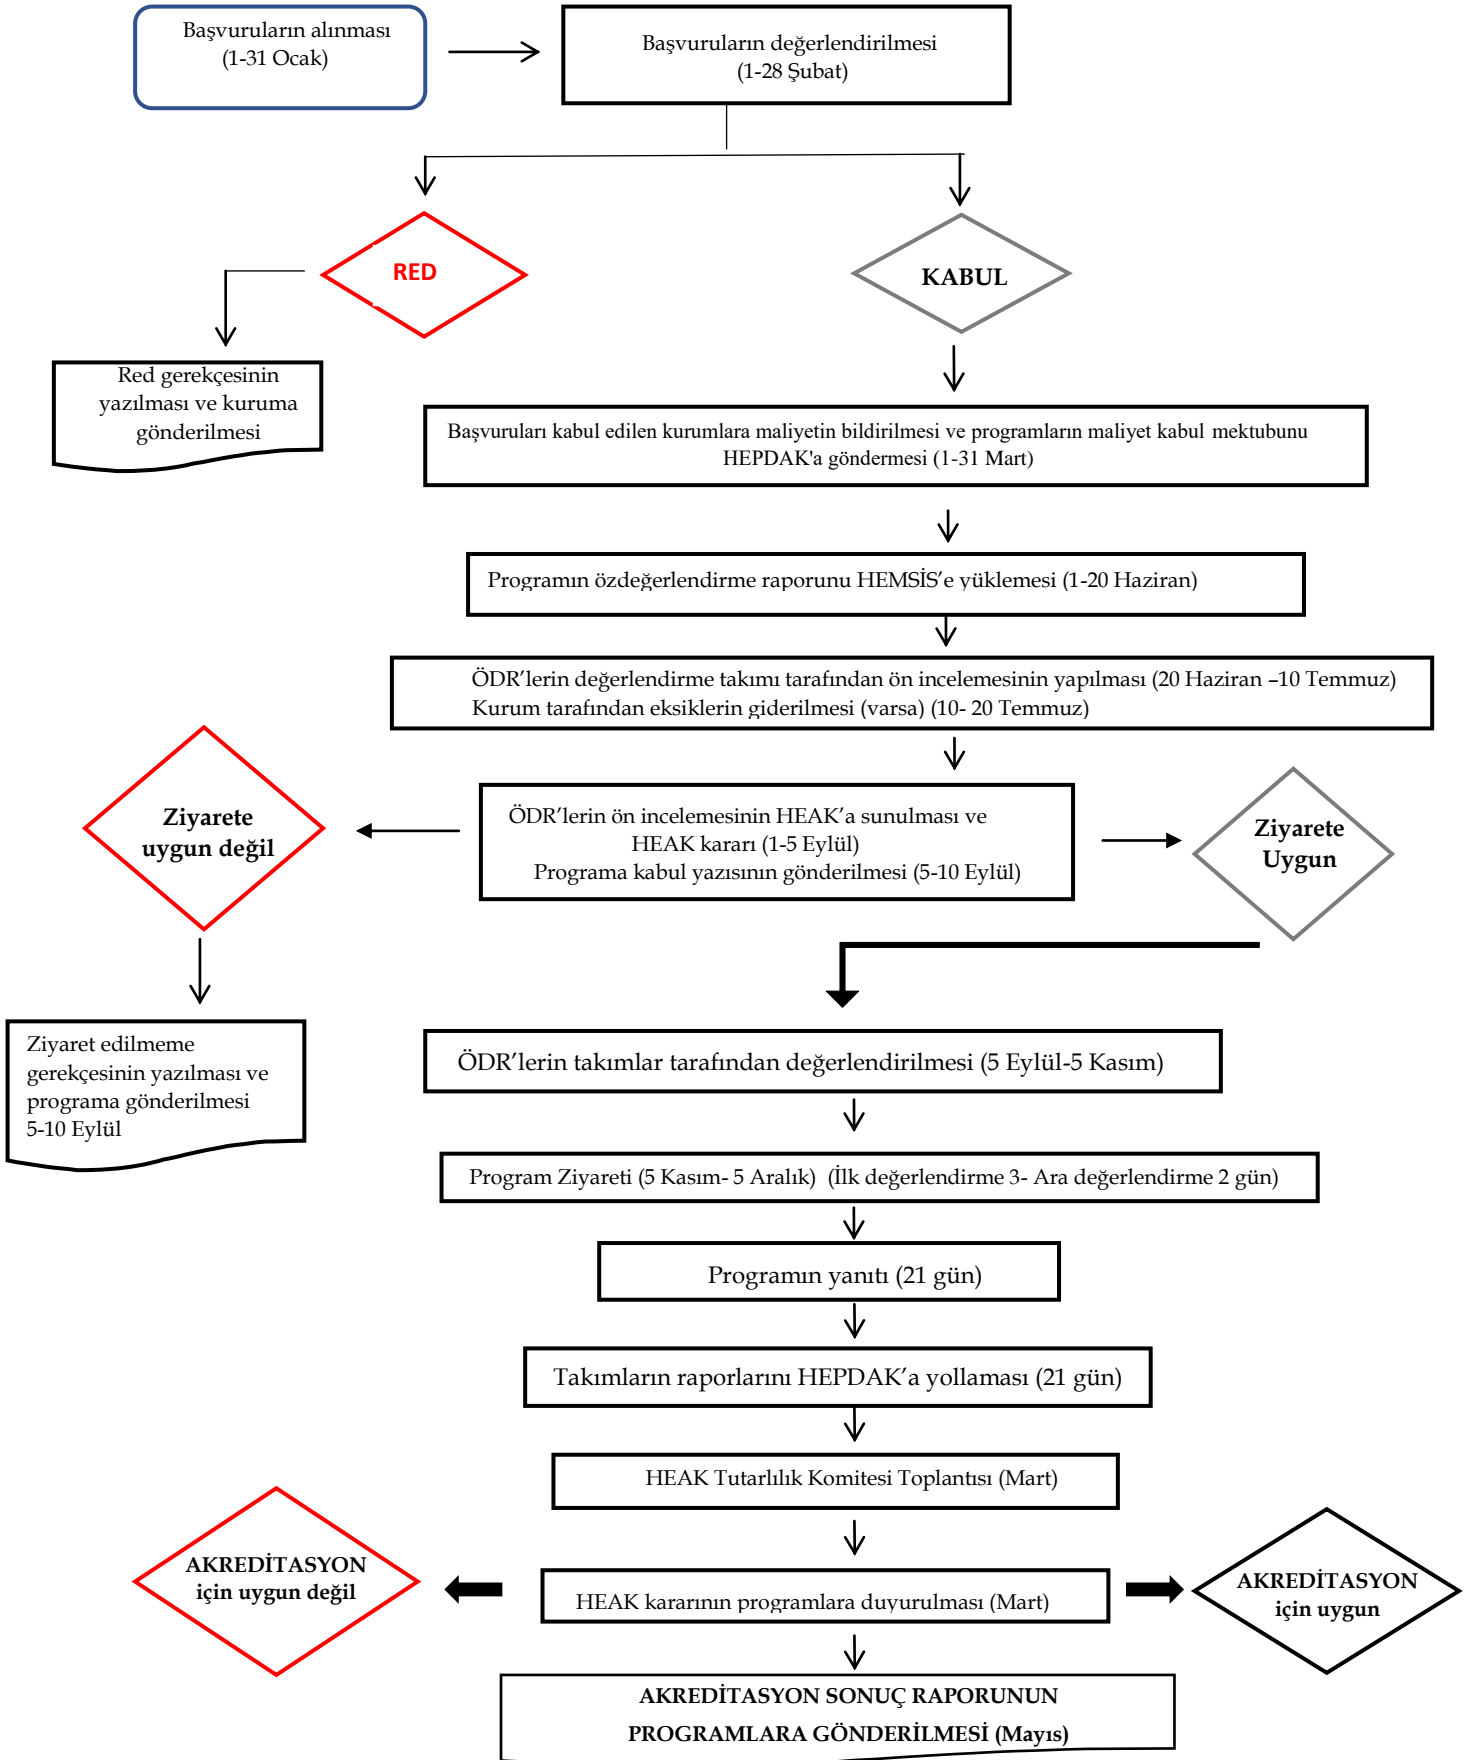 Başvuruların alınması
(1-31 Ocak)
Başvuruların değerlendirilmesi
(1-28 Şubat)
RED
KABUL
Red gerekçesinin
yazılması ve kuruma
gönderilmesi
Başvuruları kabul edilen kurumlara maliyetin bildirilmesi ve programların maliyet kabul mektubunu
HEPDAK'a göndermesi (1-31 Mart)
Programın özdeğerlendirme raporunu HEMSİS’e yüklemesi (1-20 Haziran)
ÖDR’lerin değerlendirme takımı tarafından ön incelemesinin yapılması (20 Haziran –10 Temmuz)
Kurum tarafından eksiklerin giderilmesi (varsa) (10- 20 Temmuz)
Ziyarete
uygun değil
ÖDR’lerin ön incelemesinin HEAK’a sunulması ve
HEAK kararı (1-5 Eylül)
Programa kabul yazısının gönderilmesi (5-10 Eylül)
Ziyarete
Uygun
Ziyaret edilmeme
gerekçesinin yazılması ve
programa gönderilmesi
5-10 Eylül
ÖDR’lerin takımlar tarafından değerlendirilmesi (5 Eylül-5 Kasım)
Program Ziyareti (5 Kasım- 5 Aralık) (İlk değerlendirme 3- Ara değerlendirme 2 gün)
Programın yanıtı (21 gün)
Takımların raporlarını HEPDAK’a yollaması (21 gün)
HEAK Tutarlılık Komitesi Toplantısı (Mart)
AKREDİTASYON
için uygun değil
HEAK kararının programlara duyurulması (Mart)
AKREDİTASYON
için uygun
AKREDİTASYON SONUÇ RAPORUNUN
PROGRAMLARA GÖNDERİLMESİ (Mayıs)